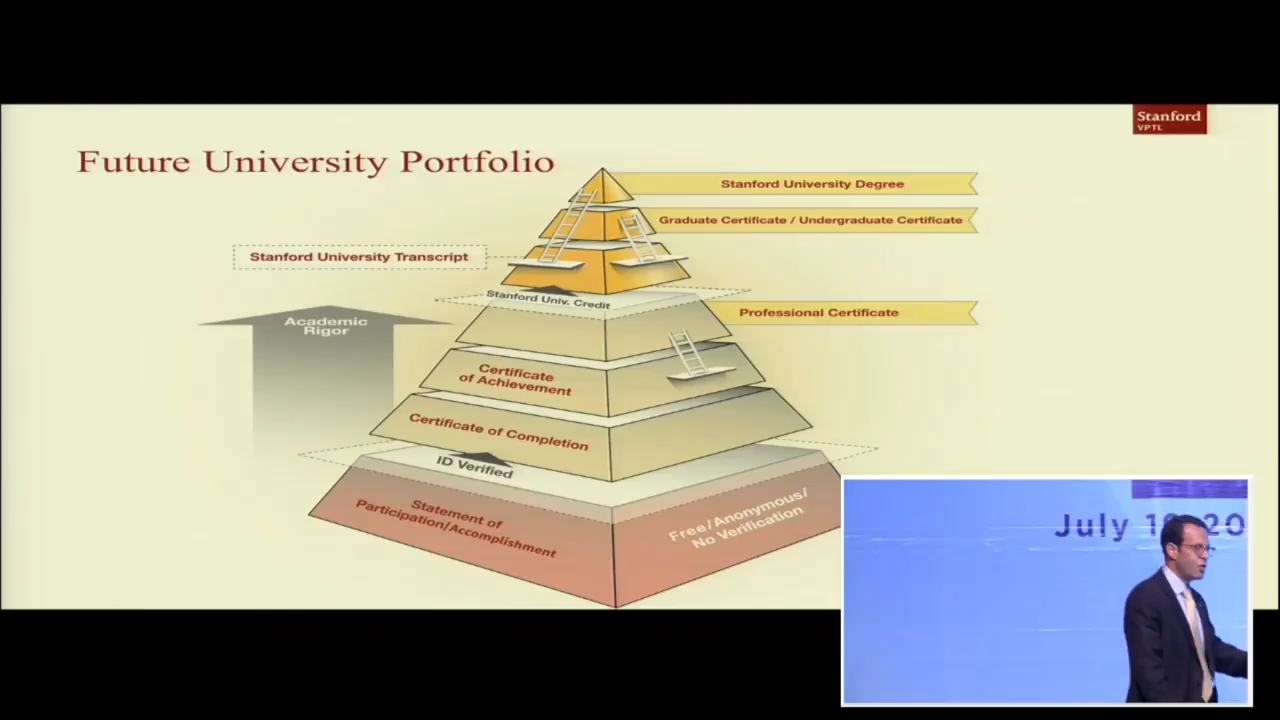 Stanford
VPTL
Future University Portfolio
Stanford University Degree
Graduate Certificate / Undergraduate Certificate
Stanford University Transcript
Stanford Univ. Credit
Professional Certificate
Academic
Rigor
Certificate
of Achievement
Certificate of Completion
ID Verified
Statement of
Participation/Accomplishment
Free/Anonymous/
No Verification
July